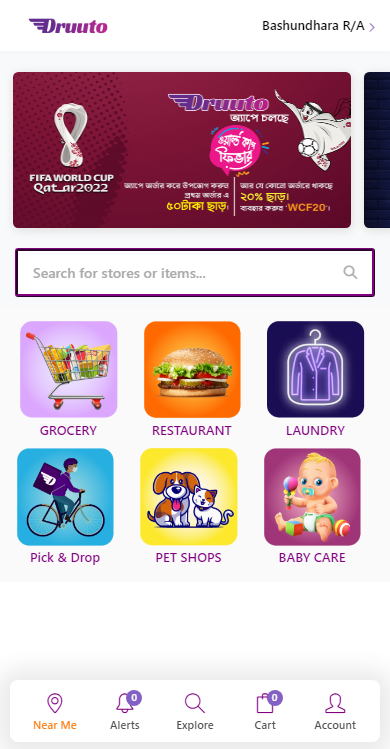 Druuto
Bashundhara R/A
Druuto
অ্যাপে চলছে
ওয়ার্ল্ড কাপ
ফিভার
FIFA WORLD CUP
Qatar2022
অ্যাপে অর্ডার করে উপভোগ করুন
প্রথম অর্ডার এ
৫০টাকা ছাড়।
আর যে কোনো অর্ডারে থাকছে
২০% ছাড়।
ব্যবহার করুন 'WCF20'।
Search for stores or items...
GROCERY
RESTAURANT
LAUNDRY
Pick & Drop
PET SHOPS
BABY CARE
0
0
Near Me
Alerts
Explore
Cart
Account